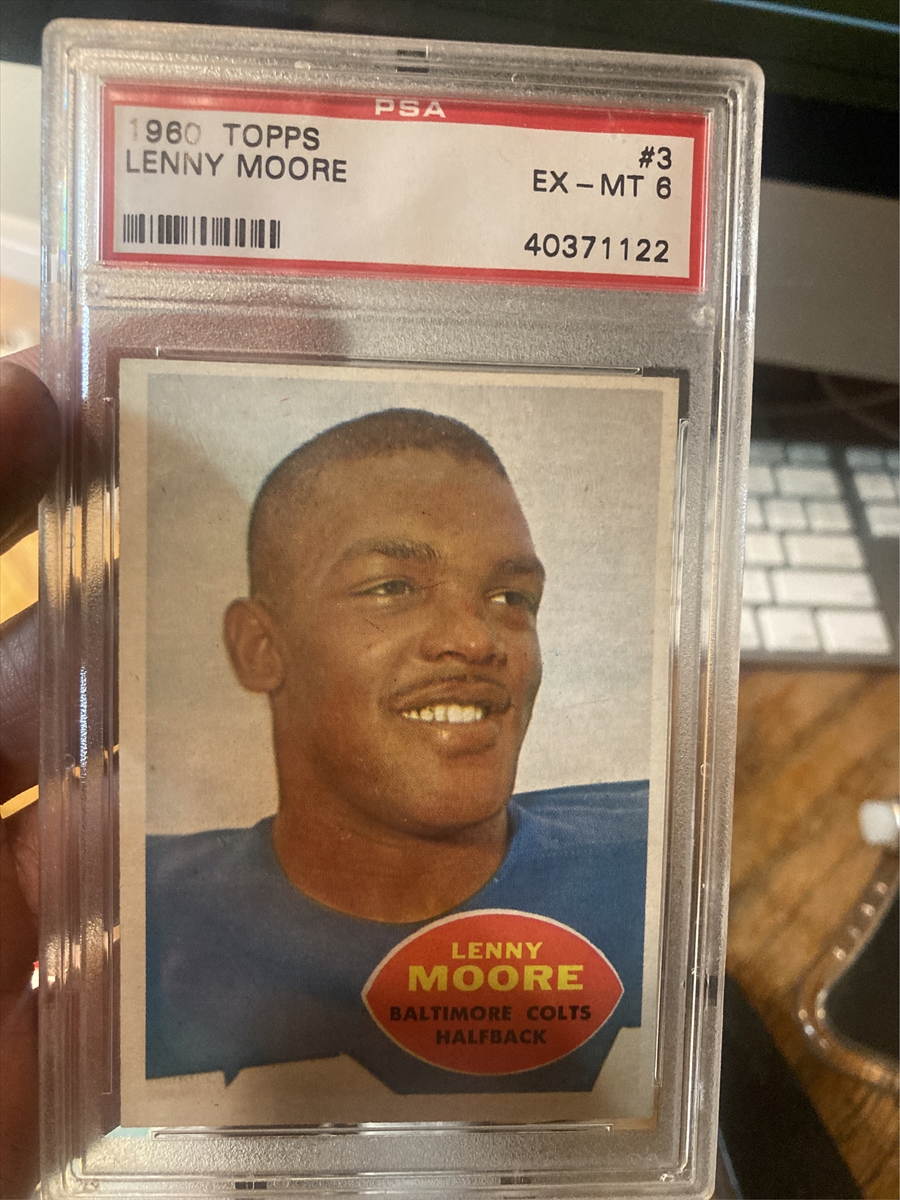 PSA
1960 TOPPS
#3
LENNY MOORE
EX-MT 6
40371122
LENNY
MOORE
BALTIMORE COLTS
HALFBACK